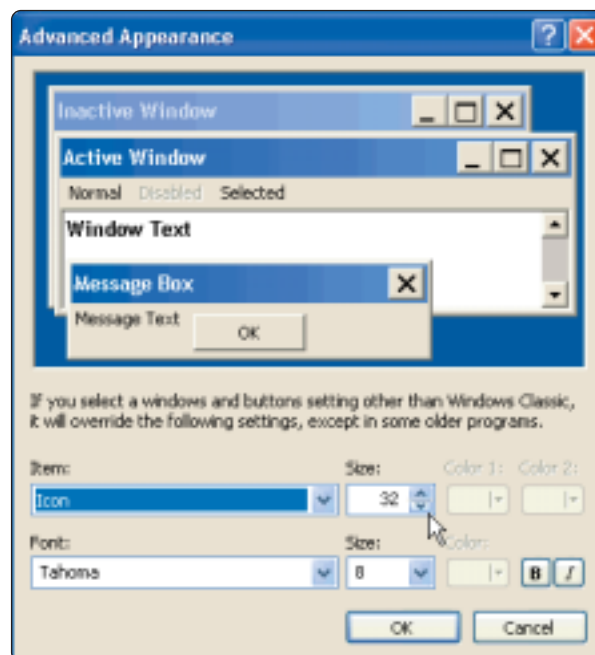 Advanced Appearance
Inactive Window
Active Window
Normal Disabled Selected
Window Text
Message Box
Message Text
OK
If you select a windows and buttons setting other than Windows Classic,
it will override the following settings, except in some older programs.
Item: Size: Color 1: Color 2:
Icon 32
Font: Size: Color:
Tahoma 8 B I
OK Cancel